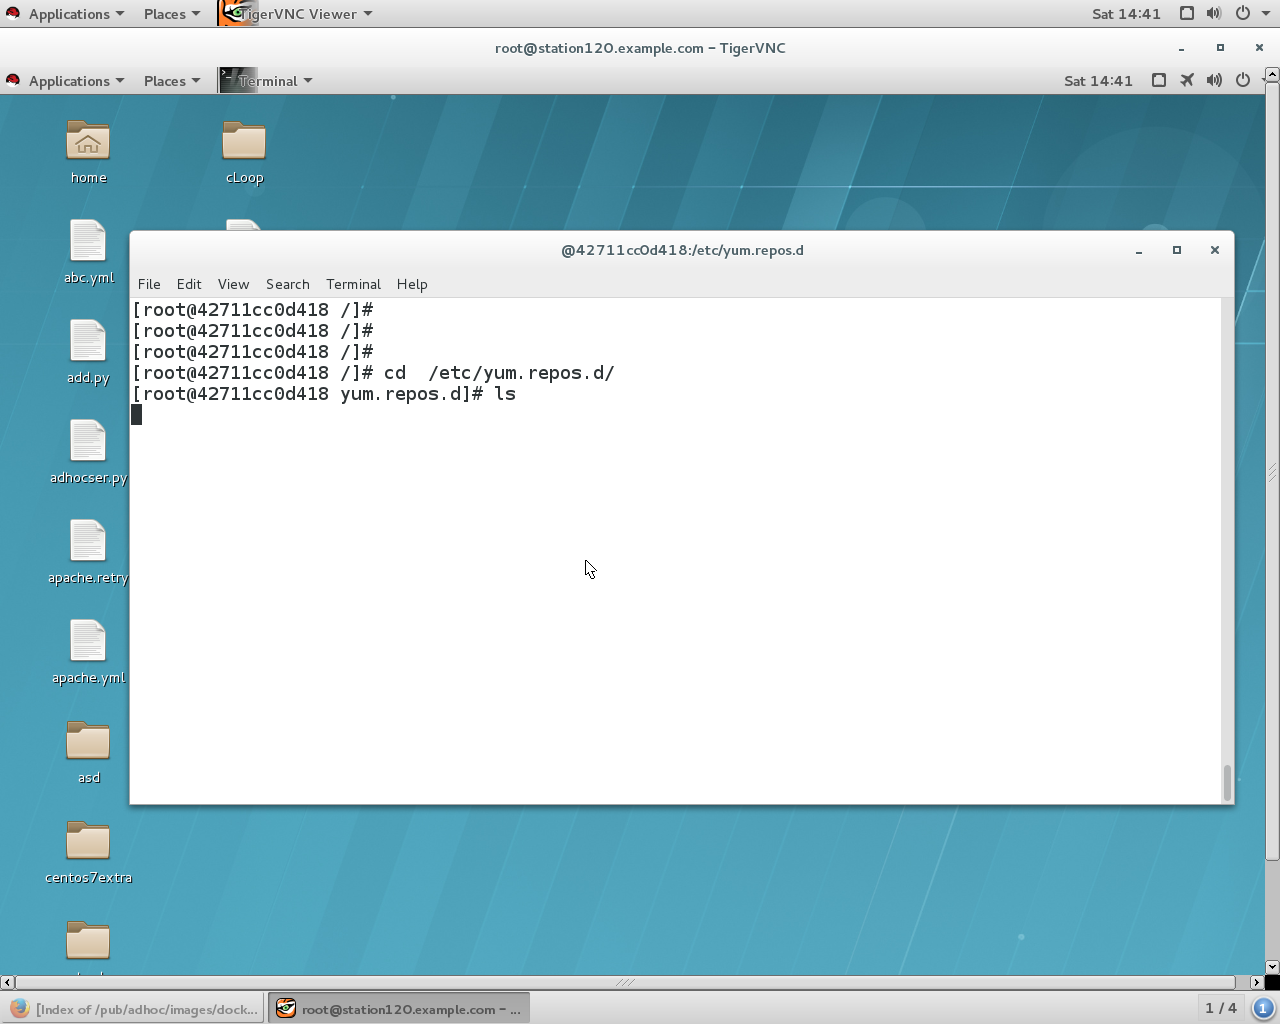 Applications Places TigerVNC Viewer Sat 14:41
root@station120.example.com - TigerVNC
Applications Places Terminal Sat 14:41
home cLoop
abc.yml
add.py
adhocser.py
apache.retry
apache.yml
asd
centos7extra
@42711cc0d418:/etc/yum.repos.d
File Edit View Search Terminal Help
[root@42711cc0d418 /]#
[root@42711cc0d418 /]#
[root@42711cc0d418 /]#
[root@42711cc0d418 /]# cd  /etc/yum.repos.d/
[root@42711cc0d418 yum.repos.d]# ls
[Index of /pub/adhoc/images/dock... root@station120.example.com - ... 1 / 4 1